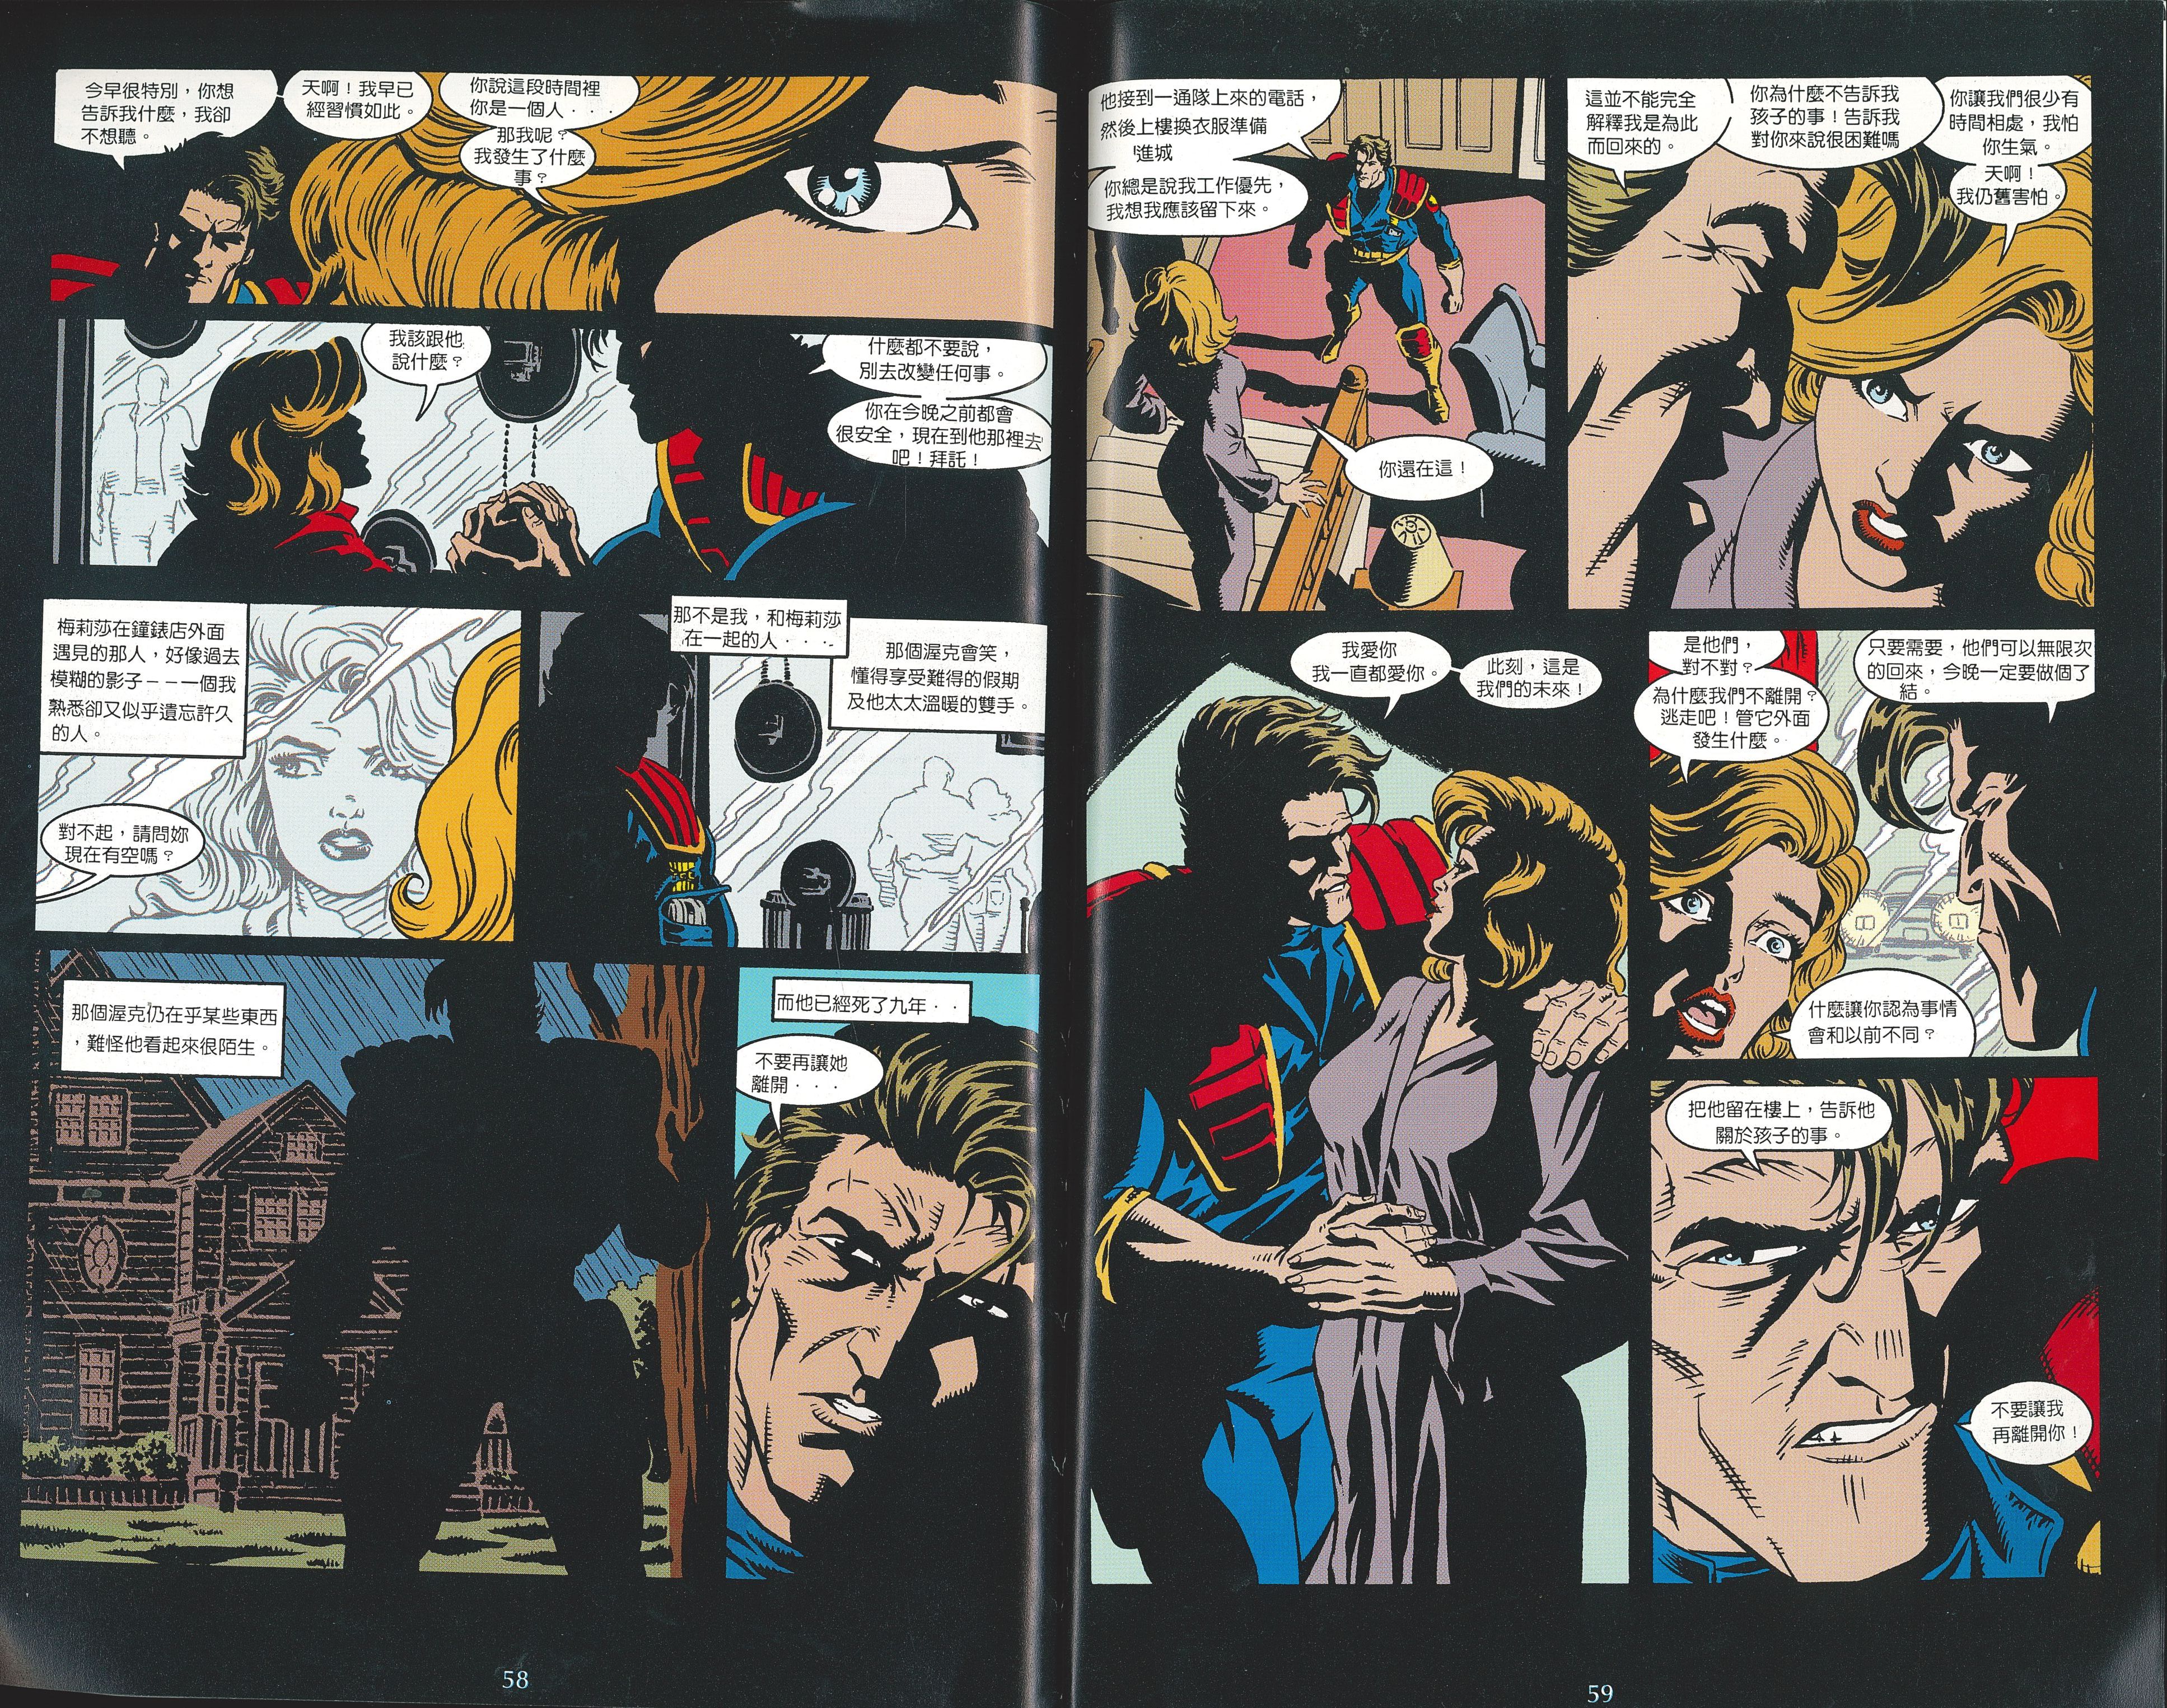 今早很特別，你想
告訴我什麼，我卻
不想聽。
天啊！我早已
經習慣如此。
你說這段時間裡
你是一個人．．．
那我呢？
我發生了什麼
事？
我該跟他
說什麼？
什麼都不要說，
別去改變任何事。
你在今晚之前都會
很安全，現在到他那裡去
吧！拜託！
梅莉莎在鐘錶店外面
遇見的那人，好像過去
模糊的影子－－一個我
熟悉卻又似乎遺忘許久
的人。
對不起，請問妳
現在有空嗎？
那不是我，和梅莉莎
在一起的人．．．
那個渥克會笑，
懂得享受難得的假期
及他太太溫暖的雙手。
那個渥克仍在乎某些東西
，難怪他看起來很陌生。
而他已經死了九年．．
不要再讓她
離開．．．
58
他接到一通隊上來的電話，
然後上樓換衣服準備
進城
你總是說我工作優先，
我想我應該留下來。
你還在這！
這並不能完全
解釋我是為此
而回來的。
你為什麼不告訴我
孩子的事！告訴我
對你來說很困難嗎
你讓我們很少有
時間相處，我怕
你生氣。
天啊！
我仍舊害怕。
我愛你
我一直都愛你。
此刻，這是
我們的未來！
是他們，
對不對？
為什麼我們不離開？
逃走吧！管它外面
發生什麼。
只要需要，他們可以無限次
的回來，今晚一定要做個了
結。
什麼讓你認為事情
會和以前不同？
把他留在樓上，告訴他
關於孩子的事。
不要讓我
再離開你！
59